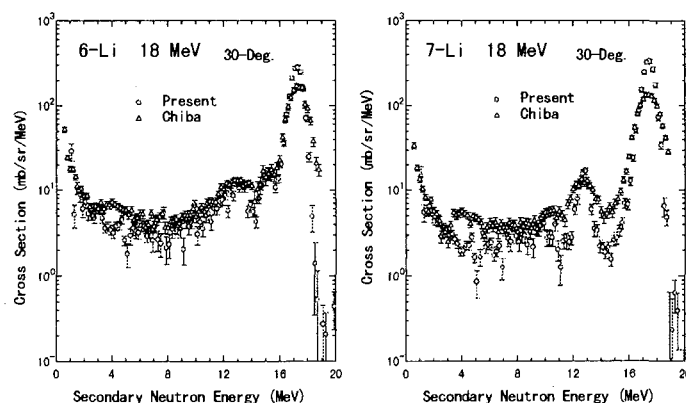 6-Li 18 MeV 30-Deg.
○ Present
△ Chiba
Cross Section (mb/sr/MeV)
10³
10²
10¹
10⁰
10⁻¹
0 4 8 12 16 20
Secondary Neutron Energy (MeV)
7-Li 18 MeV 30-Deg.
○ Present
△ Chiba
Cross Section (mb/sr/MeV)
10³
10²
10¹
10⁰
10⁻¹
0 4 8 12 16 20
Secondary Neutron Energy (MeV)